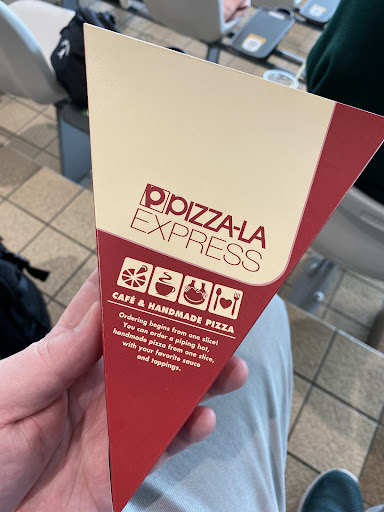 PIZZA-LA
EXPRESS
CAFÉ & HANDMADE PIZZA
Ordering begins from one slice!
You can order a piping hot,
handmade pizza from one slice,
with your favorite sauce
and toppings.